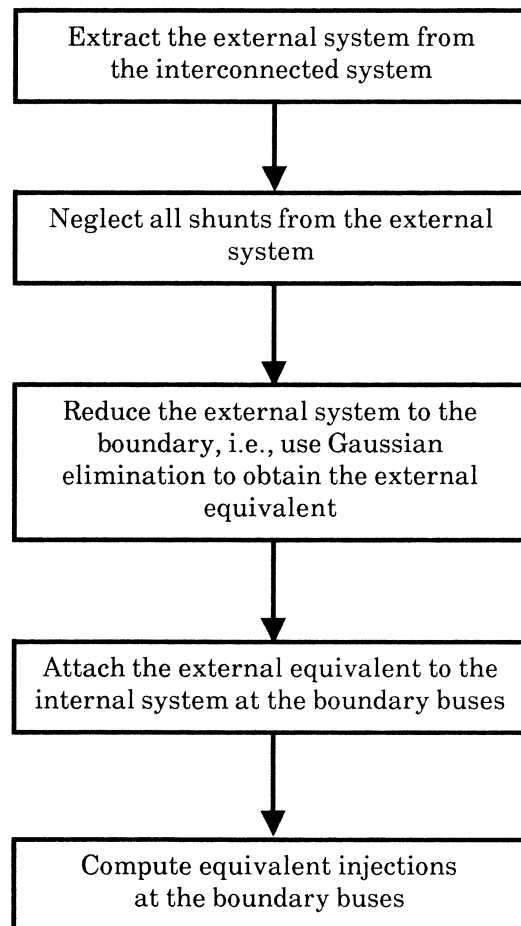 Extract the external system from
the interconnected system
Neglect all shunts from the external
system
Reduce the external system to the
boundary, i.e., use Gaussian
elimination to obtain the external
equivalent
Attach the external equivalent to the
internal system at the boundary buses
Compute equivalent injections
at the boundary buses